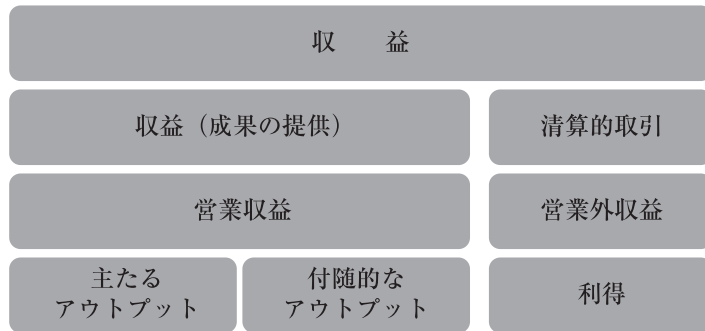 収　　益
収益（成果の提供）
清算的取引
営業収益
営業外収益
主たる
アウトプット
付随的な
アウトプット
利得